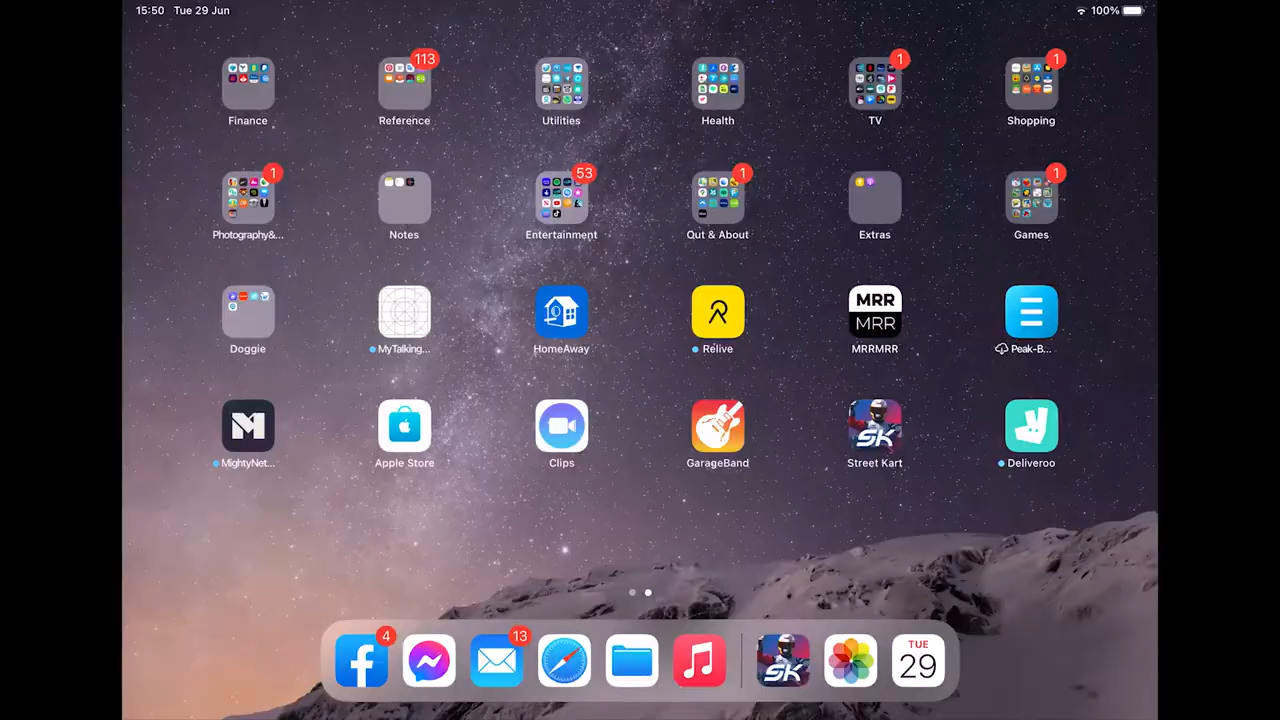 15:50 Tue 29 Jun 100%
113 1 1
Finance Reference Utilities Health TV Shopping
1 53 1 1
Photography&... Notes Entertainment Out & About Extras Games
MRR
MRR
Doggie MyTalking... HomeAway Relive MRRMRR Peak-B...
SK
MightyNet... Apple Store Clips GarageBand Street Kart Deliveroo
4 13
SK
TUE
29